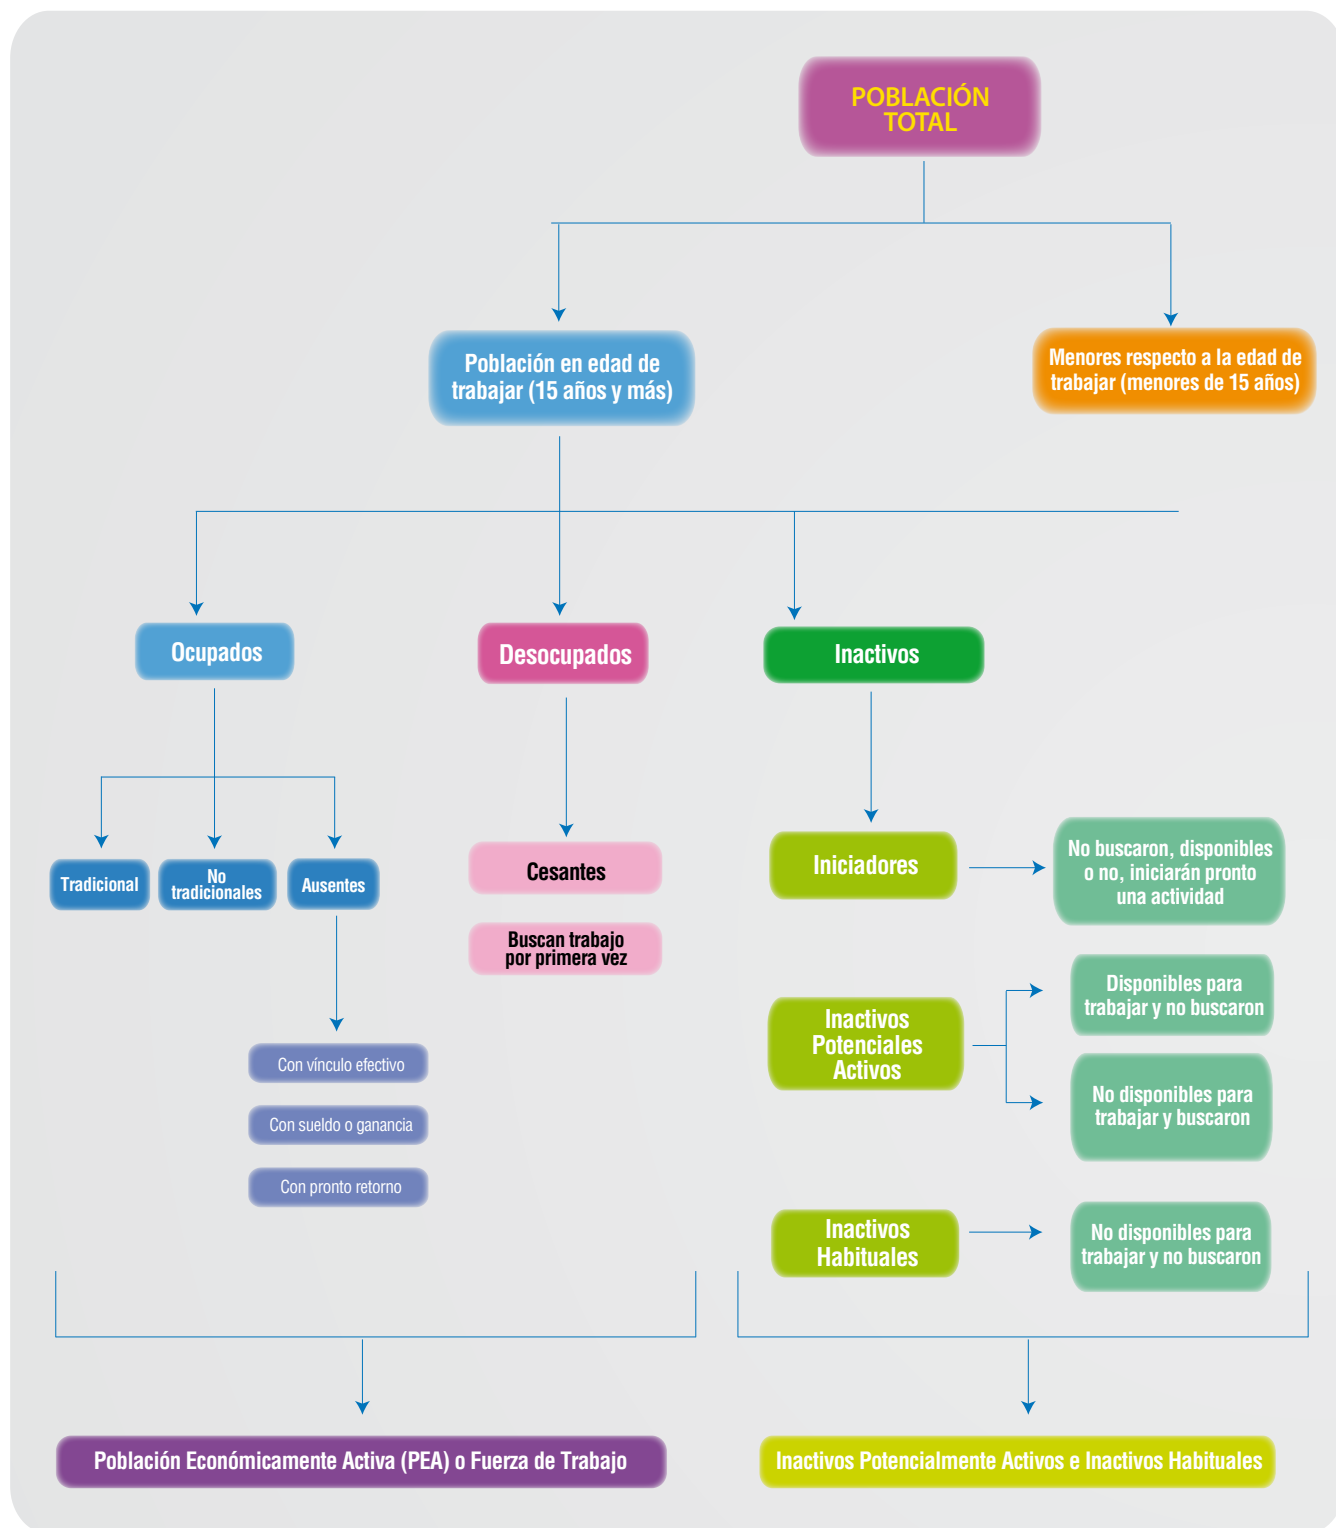 POBLACIÓN
TOTAL
Población en edad de
trabajar (15 años y más)
Menores respecto a la edad de
trabajar (menores de 15 años)
Ocupados
Desocupados
Inactivos
Tradicional
No
tradicionales
Ausentes
Con vínculo efectivo
Con sueldo o ganancia
Con pronto retorno
Cesantes
Buscan trabajo
por primera vez
Iniciadores
No buscaron, disponibles
o no, iniciarán pronto
una actividad
Inactivos
Potenciales
Activos
Disponibles para
trabajar y no buscaron
No disponibles para
trabajar y buscaron
Inactivos
Habituales
No disponibles para
trabajar y no buscaron
Población Económicamente Activa (PEA) o Fuerza de Trabajo
Inactivos Potencialmente Activos e Inactivos Habituales